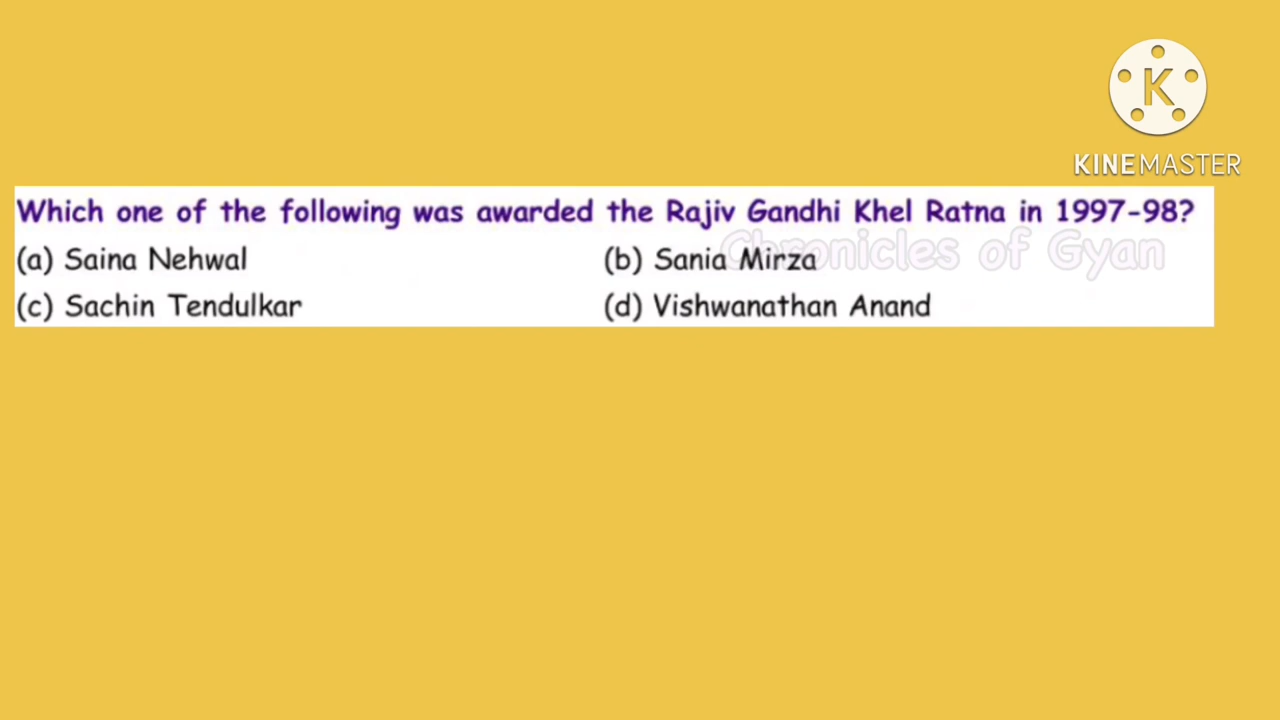 K
KINEMASTER
Which one of the following was awarded the Rajiv Gandhi Khel Ratna in 1997-98?
Chronicles of Gyan
(a) Saina Nehwal (b) Sania Mirza
(c) Sachin Tendulkar (d) Vishwanathan Anand